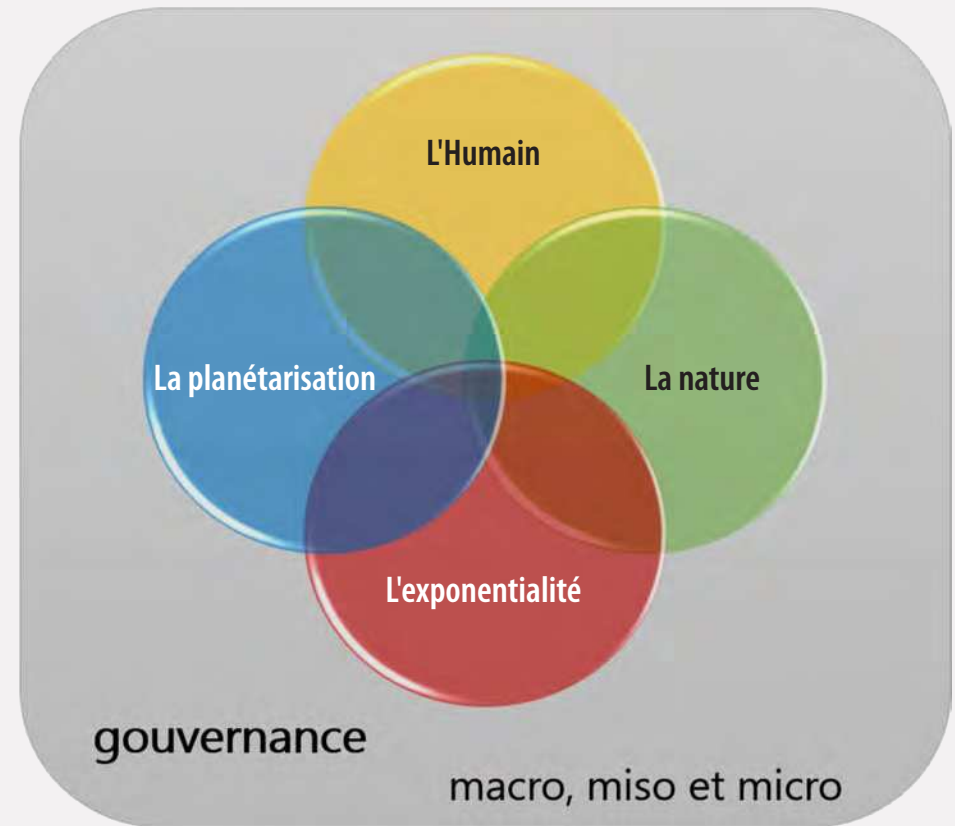 L'Humain
La planétarisation
La nature
L'exponentialité
gouvernance
macro, miso et micro